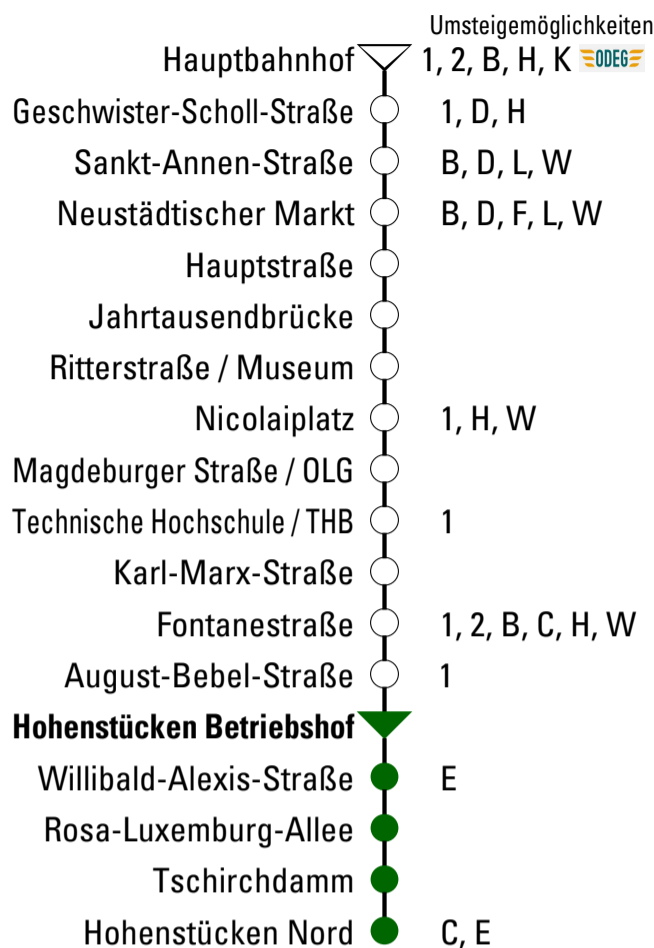 Umsteigemöglichkeiten
Hauptbahnhof 1, 2, B, H, K ODEG
Geschwister-Scholl-Straße 1, D, H
Sankt-Annen-Straße B, D, L, W
Neustädtischer Markt B, D, F, L, W
Hauptstraße
Jahrtausendbrücke
Ritterstraße / Museum
Nicolaiplatz 1, H, W
Magdeburger Straße / OLG
Technische Hochschule / THB 1
Karl-Marx-Straße
Fontanestraße 1, 2, B, C, H, W
August-Bebel-Straße 1
Hohenstücken Betriebshof
Willibald-Alexis-Straße E
Rosa-Luxemburg-Allee
Tschirchdamm
Hohenstücken Nord C, E